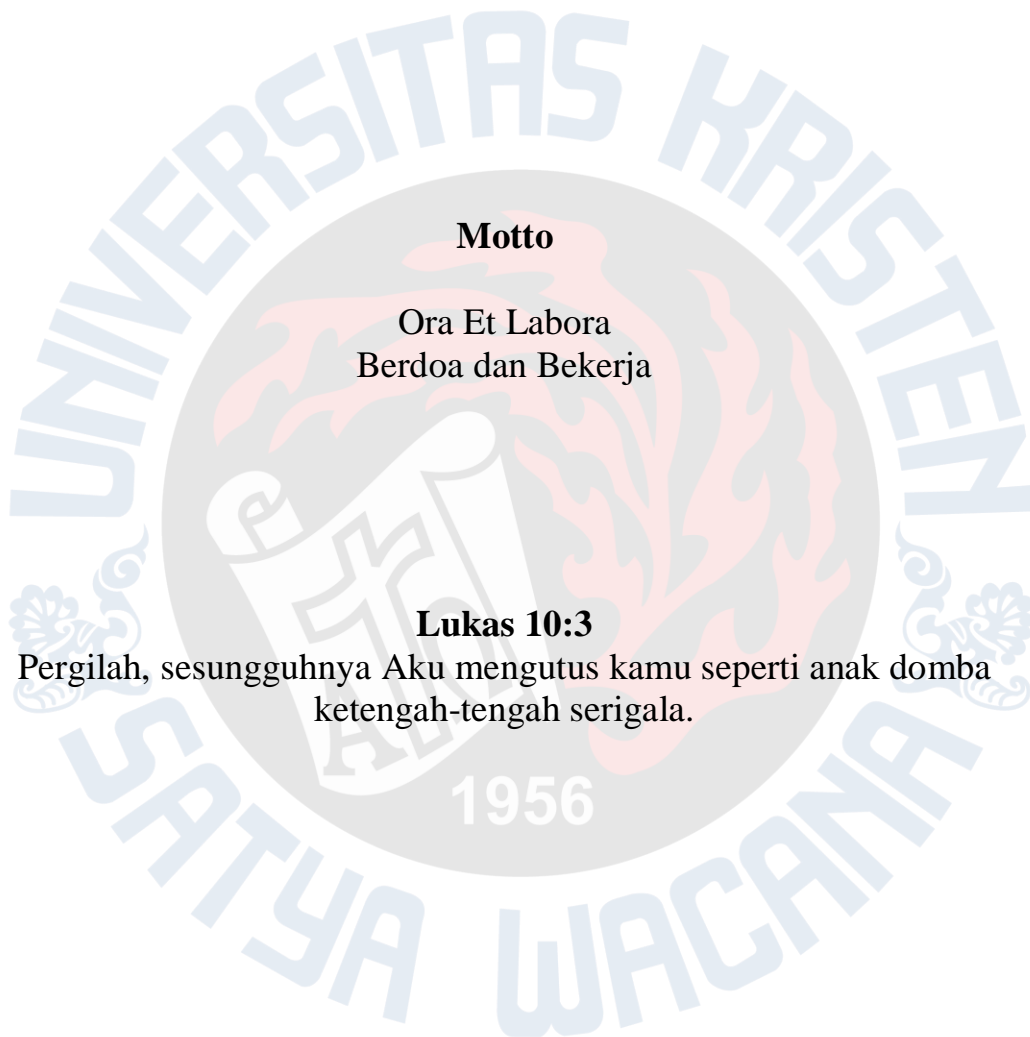 UNIVERSITAS KRISTEN
Motto
Ora Et Labora
Berdoa dan Bekerja
Lukas 10:3
Pergilah, sesungguhnya Aku mengutus kamu seperti anak domba
ketengah-tengah serigala.
1956
SATYA WACANA